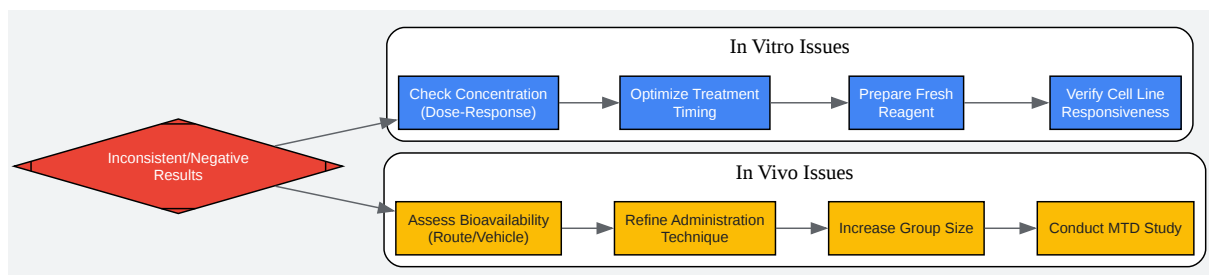 Inconsistent/Negative
Results
In Vitro Issues
Check Concentration
(Dose-Response)
Optimize Treatment
Timing
Prepare Fresh
Reagent
Verify Cell Line
Responsiveness
In Vivo Issues
Assess Bioavailability
(Route/Vehicle)
Refine Administration
Technique
Increase Group Size
Conduct MTD Study